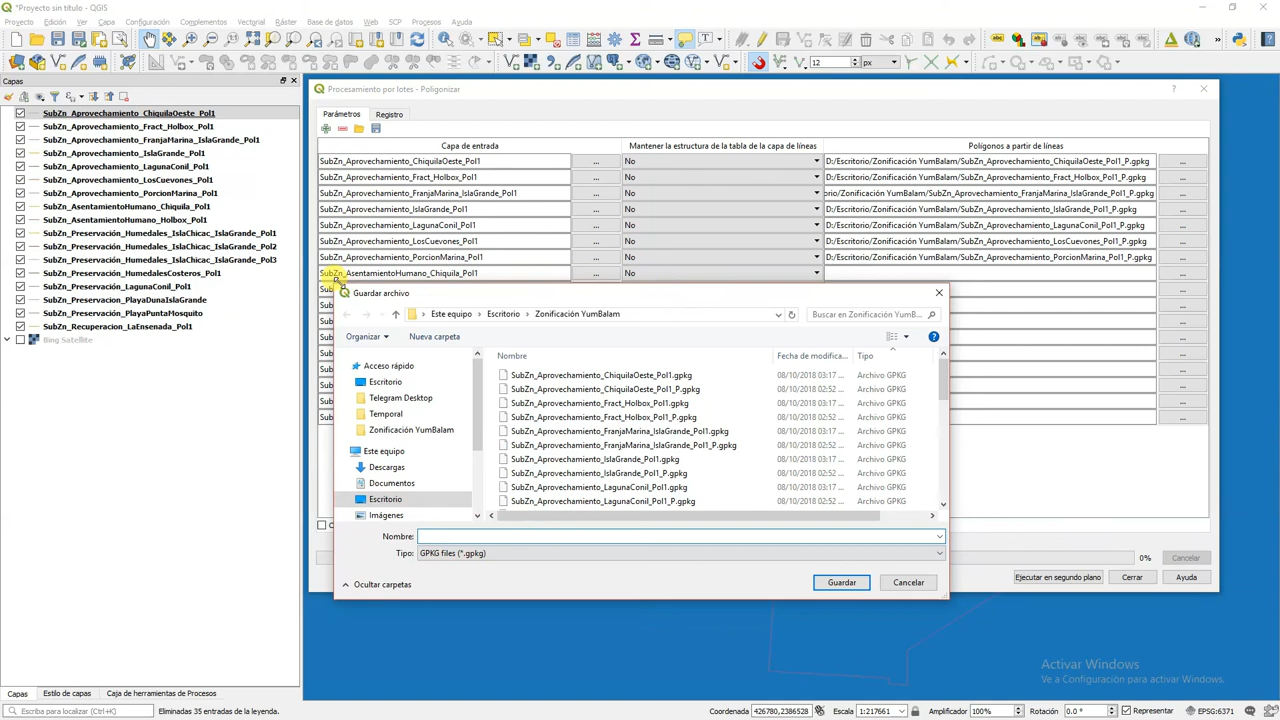 *Proyecto sin título - QGIS
Proyecto Edición Ver Capa Configuración Complementos Vectorial Ráster Base de datos Web SCP Procesos Ayuda
12 px
Capas
SubZn_Aprovechamiento_ChiquilaOeste_Pol1
SubZn_Aprovechamiento_Fract_Holbox_Pol1
SubZn_Aprovechamiento_FranjaMarina_IslaGrande_Pol1
SubZn_Aprovechamiento_IslaGrande_Pol1
SubZn_Aprovechamiento_LagunaConil_Pol1
SubZn_Aprovechamiento_LosCuevones_Pol1
SubZn_Aprovechamiento_PorcionMarina_Pol1
SubZn_AsentamientoHumano_Chiquila_Pol1
SubZn_AsentamientoHumano_Holbox_Pol1
SubZn_Preservación_Humedales_IslaChicac_IslaGrande_Pol1
SubZn_Preservación_Humedales_IslaChicac_IslaGrande_Pol2
SubZn_Preservación_Humedales_IslaChicac_IslaGrande_Pol3
SubZn_Preservación_HumedalesCosteros_Pol1
SubZn_Preservación_LagunaConil_Pol1
SubZn_Preservación_PlayaDunaIslaGrande
SubZn_Preservación_PlayaPuntaMosquito
SubZn_Recuperacion_LaEnsenada_Pol1
Bing Satellite
Procesamiento por lotes - Poligonizar
Parámetros Registro
Capa de entrada Mantener la estructura de la tabla de la capa de líneas Polígonos a partir de líneas
SubZn_Aprovechamiento_ChiquilaOeste_Pol1 ... No D:/Escritorio/Zonificación YumBalam/SubZn_Aprovechamiento_ChiquilaOeste_Pol1_P.gpkg ...
SubZn_Aprovechamiento_Fract_Holbox_Pol1 ... No D:/Escritorio/Zonificación YumBalam/SubZn_Aprovechamiento_Fract_Holbox_Pol1_P.gpkg ...
SubZn_Aprovechamiento_FranjaMarina_IslaGrande_Pol1 ... No orio/Zonificación YumBalam/SubZn_Aprovechamiento_FranjaMarina_IslaGrande_Pol1_P.gpkg ...
SubZn_Aprovechamiento_IslaGrande_Pol1 ... No D:/Escritorio/Zonificación YumBalam/SubZn_Aprovechamiento_IslaGrande_Pol1_P.gpkg ...
SubZn_Aprovechamiento_LagunaConil_Pol1 ... No D:/Escritorio/Zonificación YumBalam/SubZn_Aprovechamiento_LagunaConil_Pol1_P.gpkg ...
SubZn_Aprovechamiento_LosCuevones_Pol1 ... No D:/Escritorio/Zonificación YumBalam/SubZn_Aprovechamiento_LosCuevones_Pol1_P.gpkg ...
SubZn_Aprovechamiento_PorcionMarina_Pol1 ... No D:/Escritorio/Zonificación YumBalam/SubZn_Aprovechamiento_PorcionMarina_Pol1_P.gpkg ...
SubZn_AsentamientoHumano_Chiquila_Pol1 ... No ...
Guardar archivo
Este equipo Escritorio Zonificación YumBalam Buscar en Zonificación YumB...
Organizar Nueva carpeta
Acceso rápido
Escritorio
Telegram Desktop
Temporal
Zonificación YumBalam
Este equipo
Descargas
Documentos
Escritorio
Imágenes
Nombre Fecha de modifica... Tipo
SubZn_Aprovechamiento_ChiquilaOeste_Pol1.gpkg 08/10/2018 03:17 ... Archivo GPKG
SubZn_Aprovechamiento_ChiquilaOeste_Pol1_P.gpkg 08/10/2018 02:52 ... Archivo GPKG
SubZn_Aprovechamiento_Fract_Holbox_Pol1.gpkg 08/10/2018 03:17 ... Archivo GPKG
SubZn_Aprovechamiento_Fract_Holbox_Pol1_P.gpkg 08/10/2018 02:52 ... Archivo GPKG
SubZn_Aprovechamiento_FranjaMarina_IslaGrande_Pol1.gpkg 08/10/2018 03:17 ... Archivo GPKG
SubZn_Aprovechamiento_FranjaMarina_IslaGrande_Pol1_P.gpkg 08/10/2018 02:52 ... Archivo GPKG
SubZn_Aprovechamiento_IslaGrande_Pol1.gpkg 08/10/2018 03:17 ... Archivo GPKG
SubZn_Aprovechamiento_IslaGrande_Pol1_P.gpkg 08/10/2018 02:52 ... Archivo GPKG
SubZn_Aprovechamiento_LagunaConil_Pol1.gpkg 08/10/2018 03:17 ... Archivo GPKG
SubZn_Aprovechamiento_LagunaConil_Pol1_P.gpkg 08/10/2018 02:52 ... Archivo GPKG
Nombre:
Tipo: GPKG files (*.gpkg)
Ocultar carpetas Guardar Cancelar
0% Cancelar
Ejecutar en segundo plano Cerrar Ayuda
Activar Windows
Ve a Configuración para activar Windows.
Capas Estilo de capas Caja de herramientas de Procesos
Escriba para localizar (Ctrl+K) Eliminadas 35 entradas de la leyenda. Coordenada 426780,2386528 Escala 1:217661 Amplificador 100% Rotación 0.0 ° Representar EPSG:6371